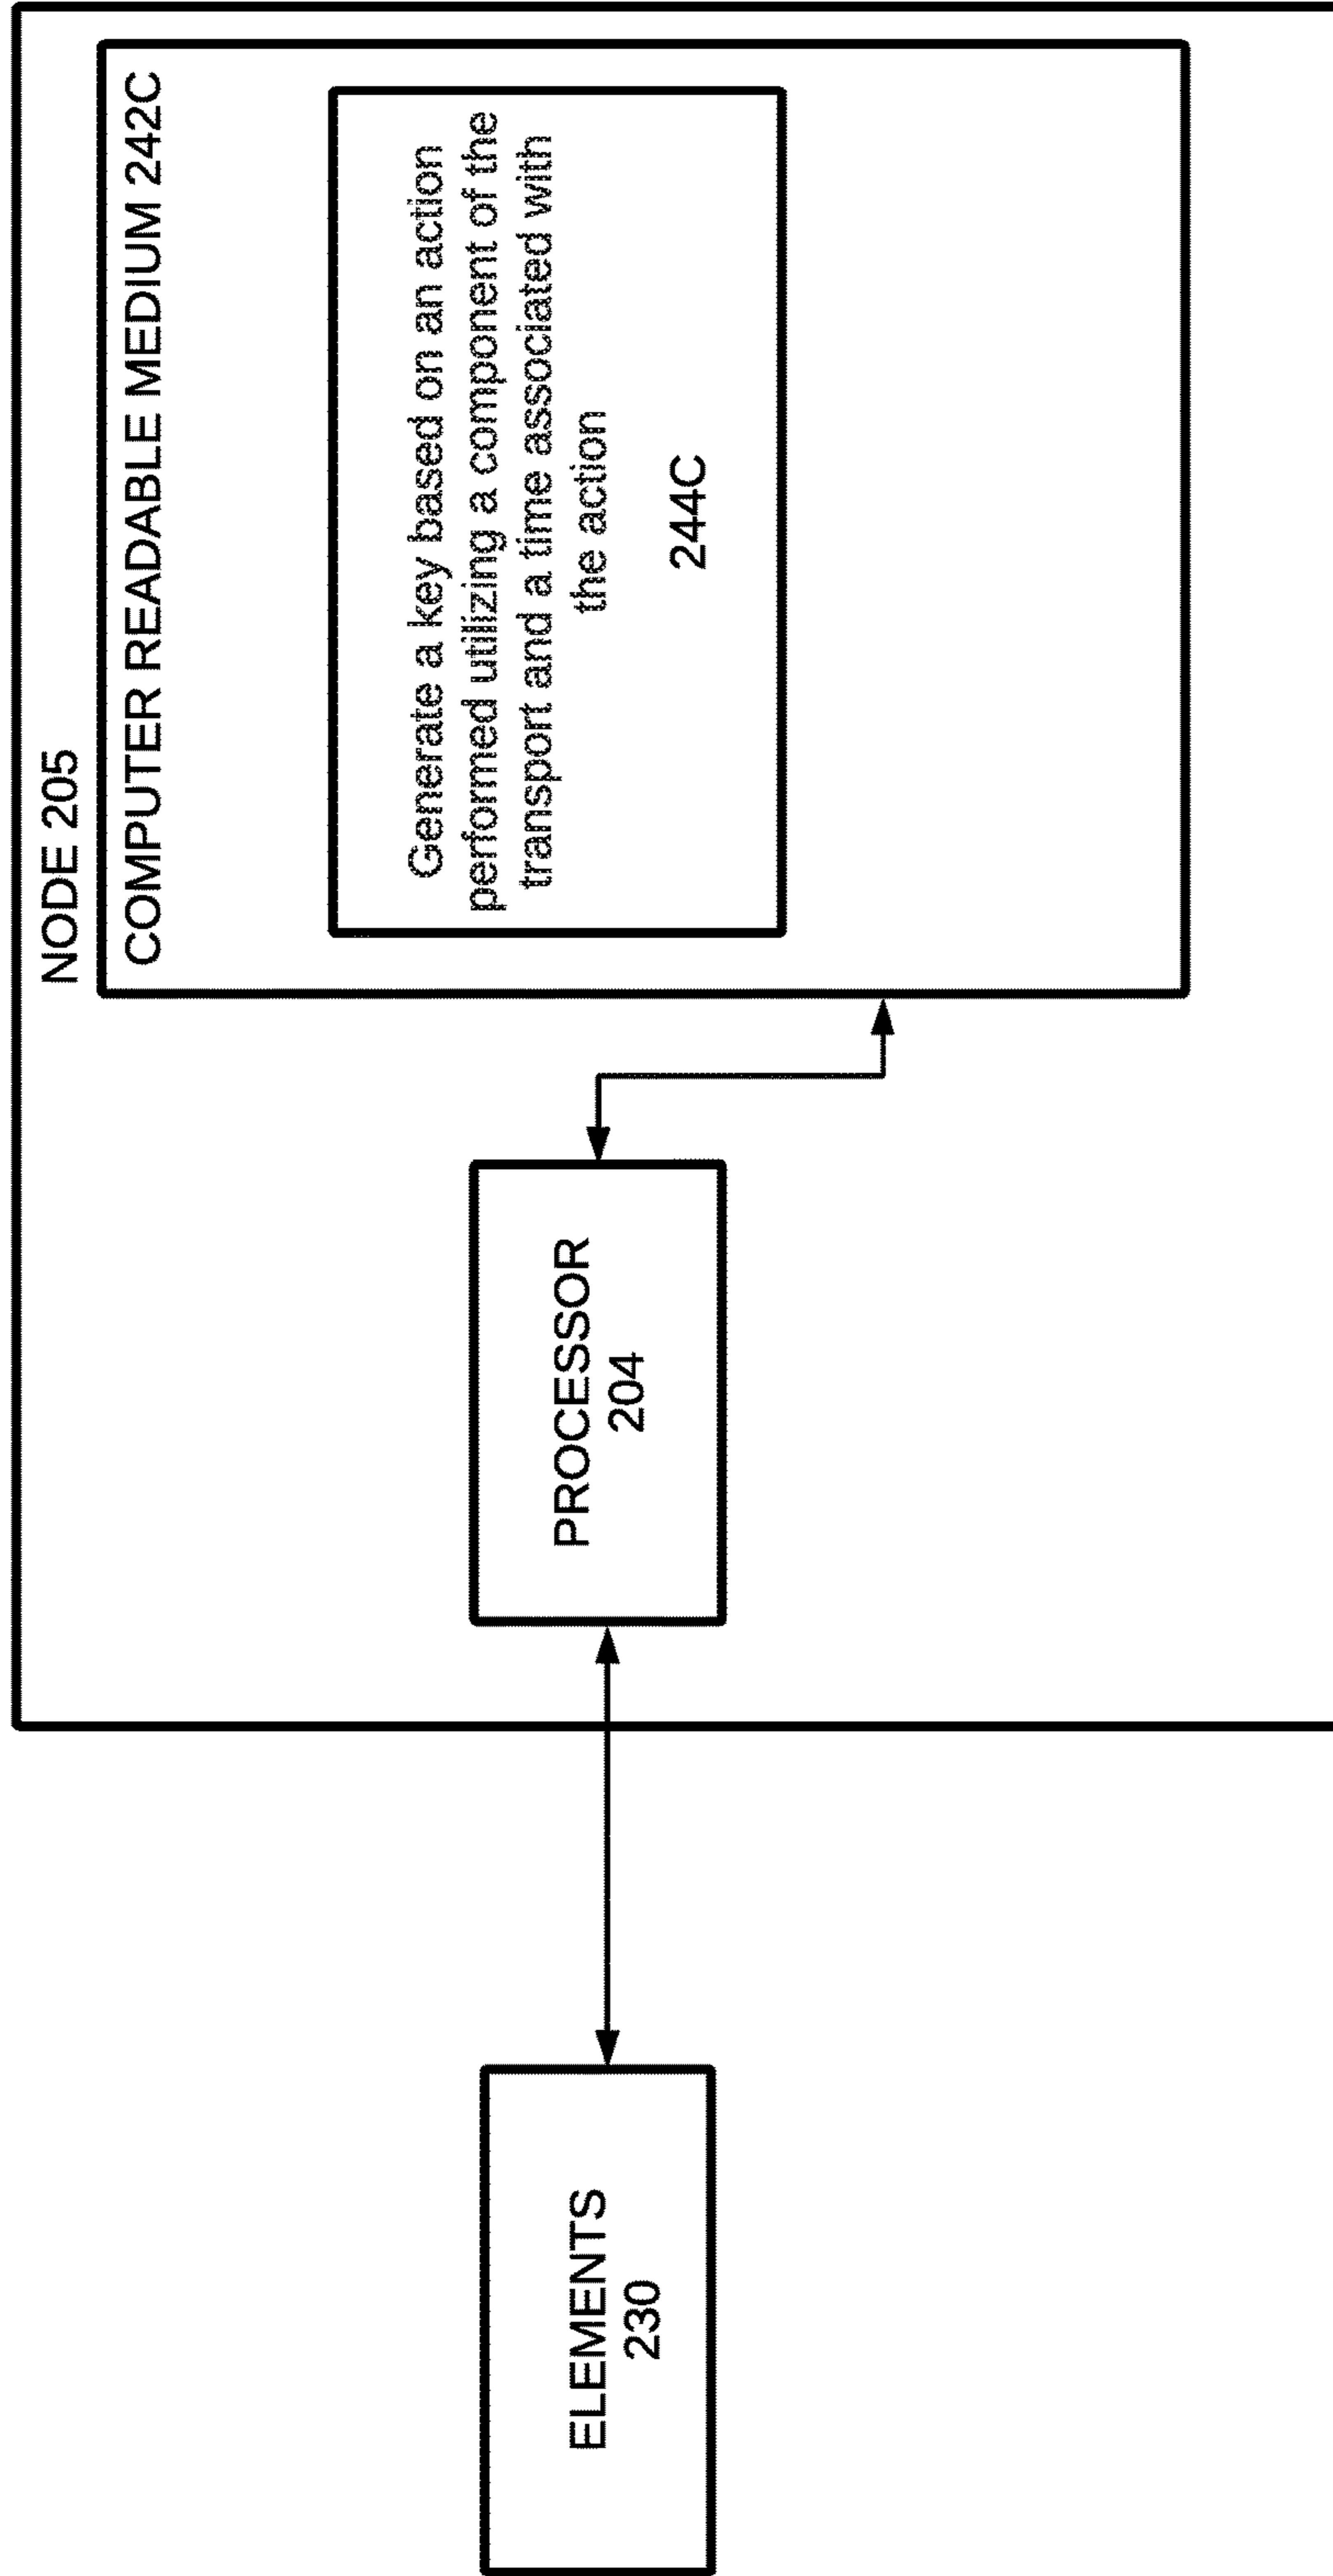 NODE 205
COMPUTER READABLE MEDIUM 242C
Generate a key based on an action
performed utilizing a component of the
transport and a time associated with
the action
244C
PROCESSOR
204
ELEMENTS
230